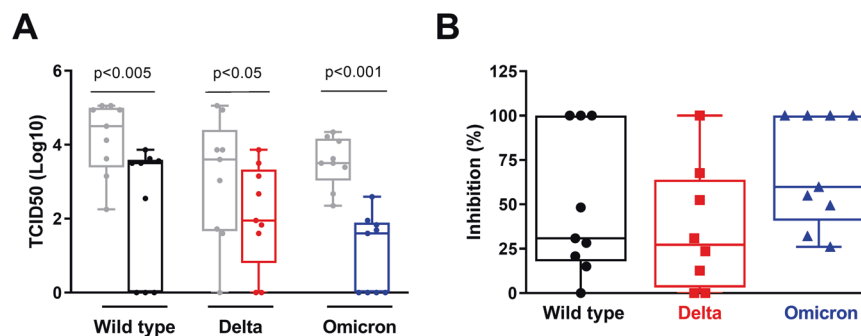 A
p<0.005 p<0.05 p<0.001
6
4
2
0
TCID50 (Log10)
Wild type Delta Omicron
B
125
100
75
50
25
0
Inhibition (%)
Wild type Delta Omicron